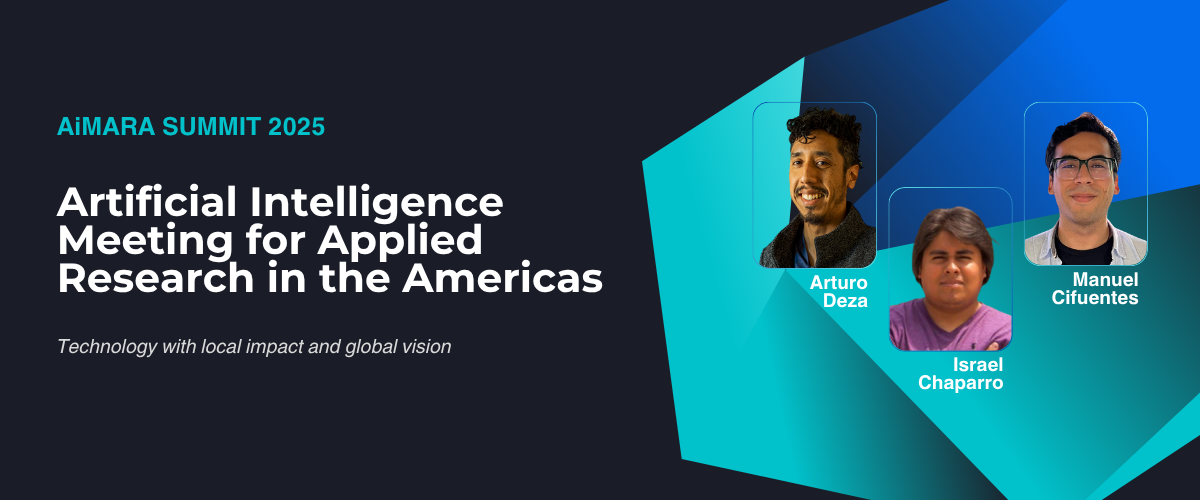 AiMARA SUMMIT 2025
Artificial Intelligence
Meeting for Applied
Research in the Americas
Technology with local impact and global vision
Arturo
Deza
Israel
Chaparro
Manuel
Cifuentes